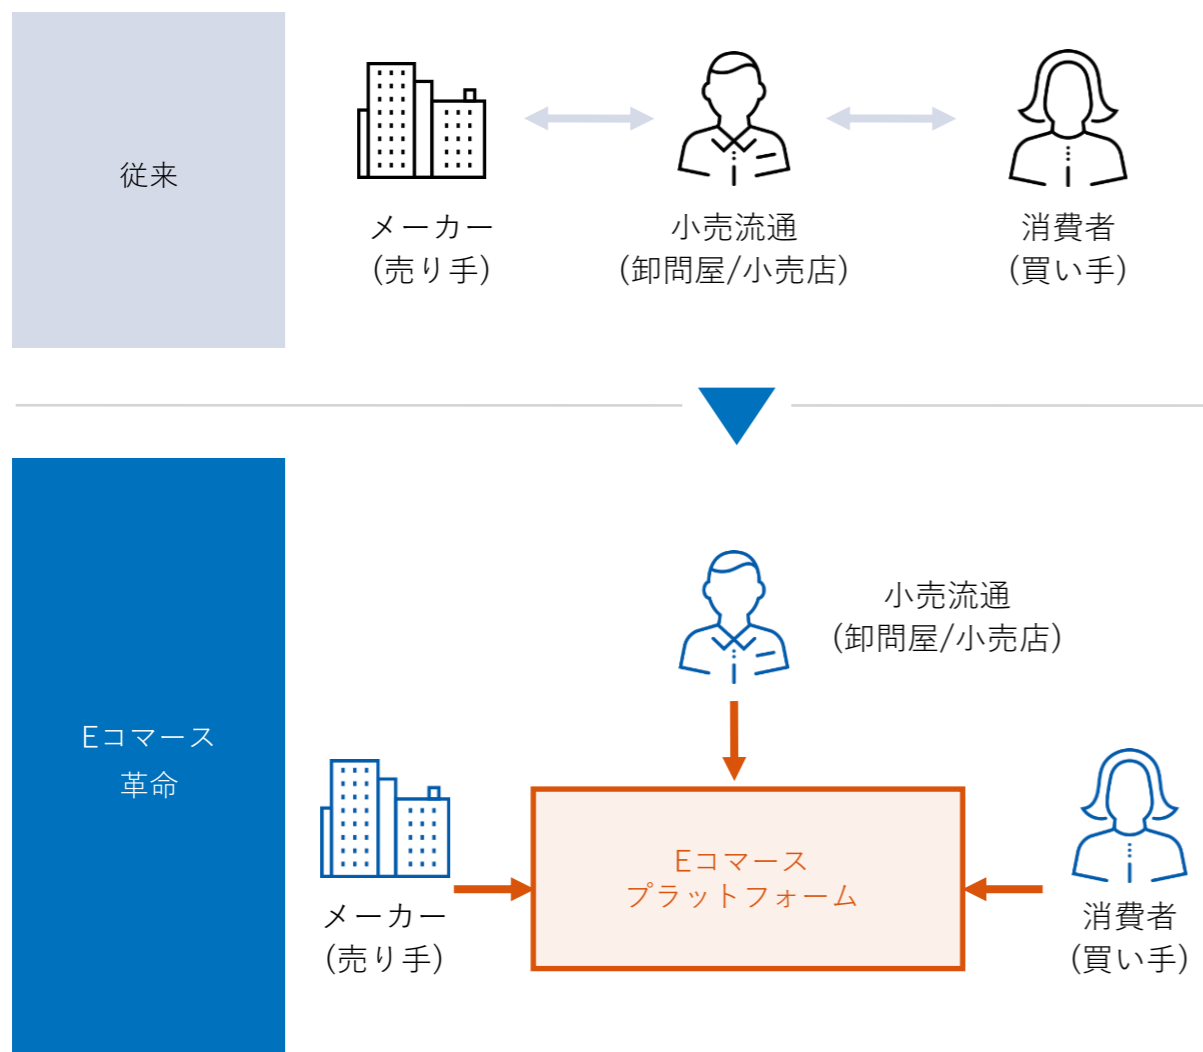 従来
メーカー
(売り手)
小売流通
(卸問屋/小売店)
消費者
(買い手)
Eコマース
革命
小売流通
(卸問屋/小売店)
メーカー
(売り手)
Eコマース
プラットフォーム
消費者
(買い手)